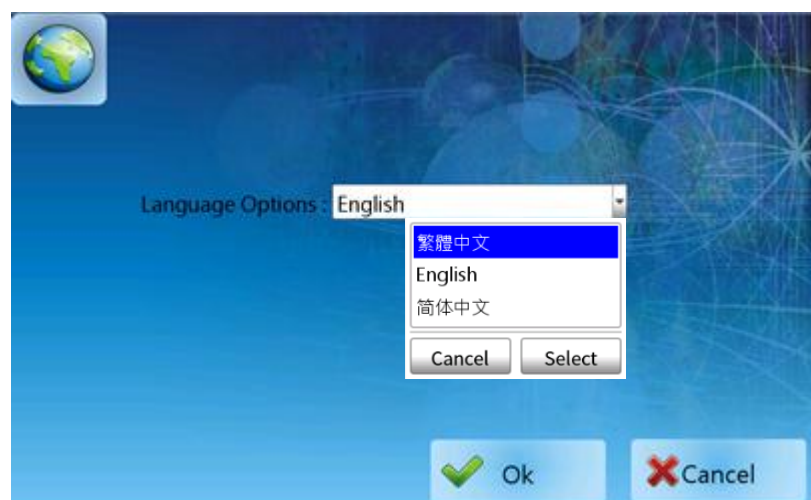 Language Options : English
繁體中文
English
简体中文
Cancel Select
Ok Cancel